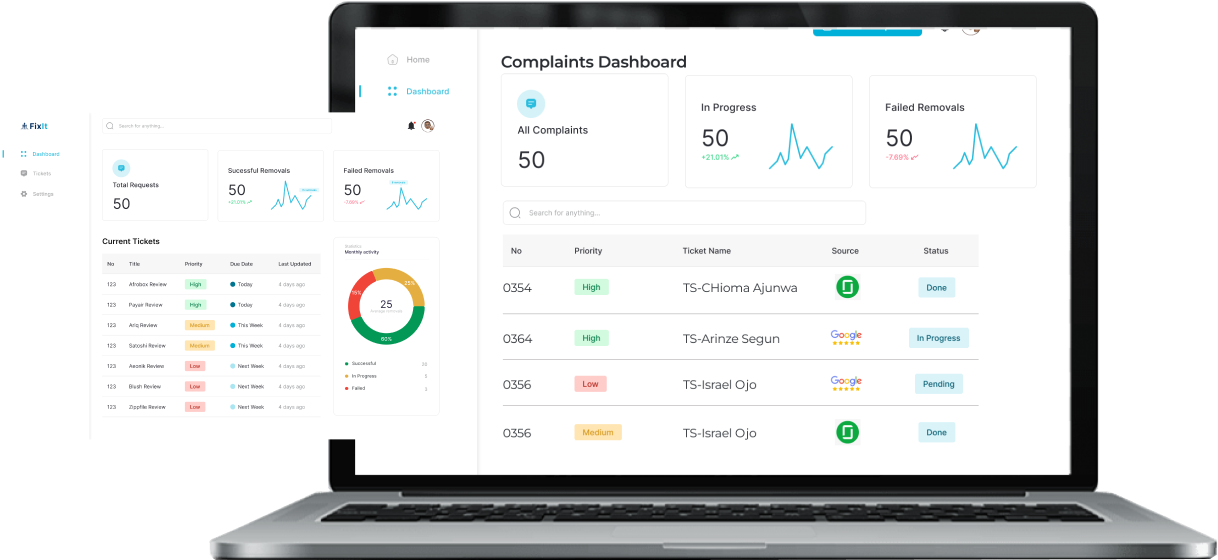 Home
Complaints Dashboard
Dashboard
All Complaints
50
In Progress
50
+21.01%
Failed Removals
50
-7.69%
Search for anything...
No Priority Ticket Name Source Status
0354 High TS-CHioma Ajunwa Done
0364 High TS-Arinze Segun Google In Progress
0356 Low TS-Israel Ojo Google Pending
0356 Medium TS-Israel Ojo Done
FixIt
Search for anything...
Dashboard
Tickets
Settings
Total Requests
50
Sucessful Removals
50
+21.01%
Failed Removals
50
-7.69%
Current Tickets
No Title Priority Due Date Last Updated
123 Afrobox Review High Today 4 days ago
123 Payair Review High Today 4 days ago
123 Ariq Review Medium This Week 4 days ago
123 Satoshi Review Medium This Week 4 days ago
123 Axonik Review Low Next Week 4 days ago
123 Blush Review Low Next Week 4 days ago
123 Zippfile Review Low Next Week 4 days ago
Statistics
Monthly activity
25%
15%
25
60%
Successful
In Progress 5
Failed 5